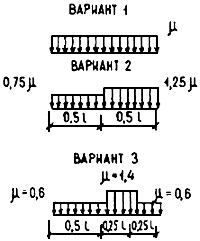 ВАРИАНТ 1
μ
ВАРИАНТ 2
0,75 μ 1,25 μ
0,5 l 0,5 l
ВАРИАНТ 3
μ=1,4
μ=0,6 μ=0,6
0,5 l 0,25 l 0,25 l